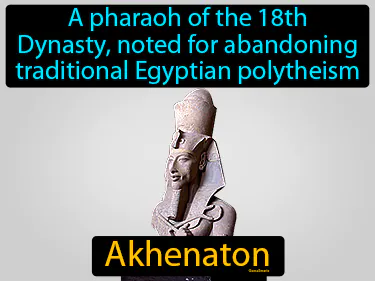 A pharaoh of the 18th
Dynasty, noted for abandoning
traditional Egyptian polytheism
Akhenaton